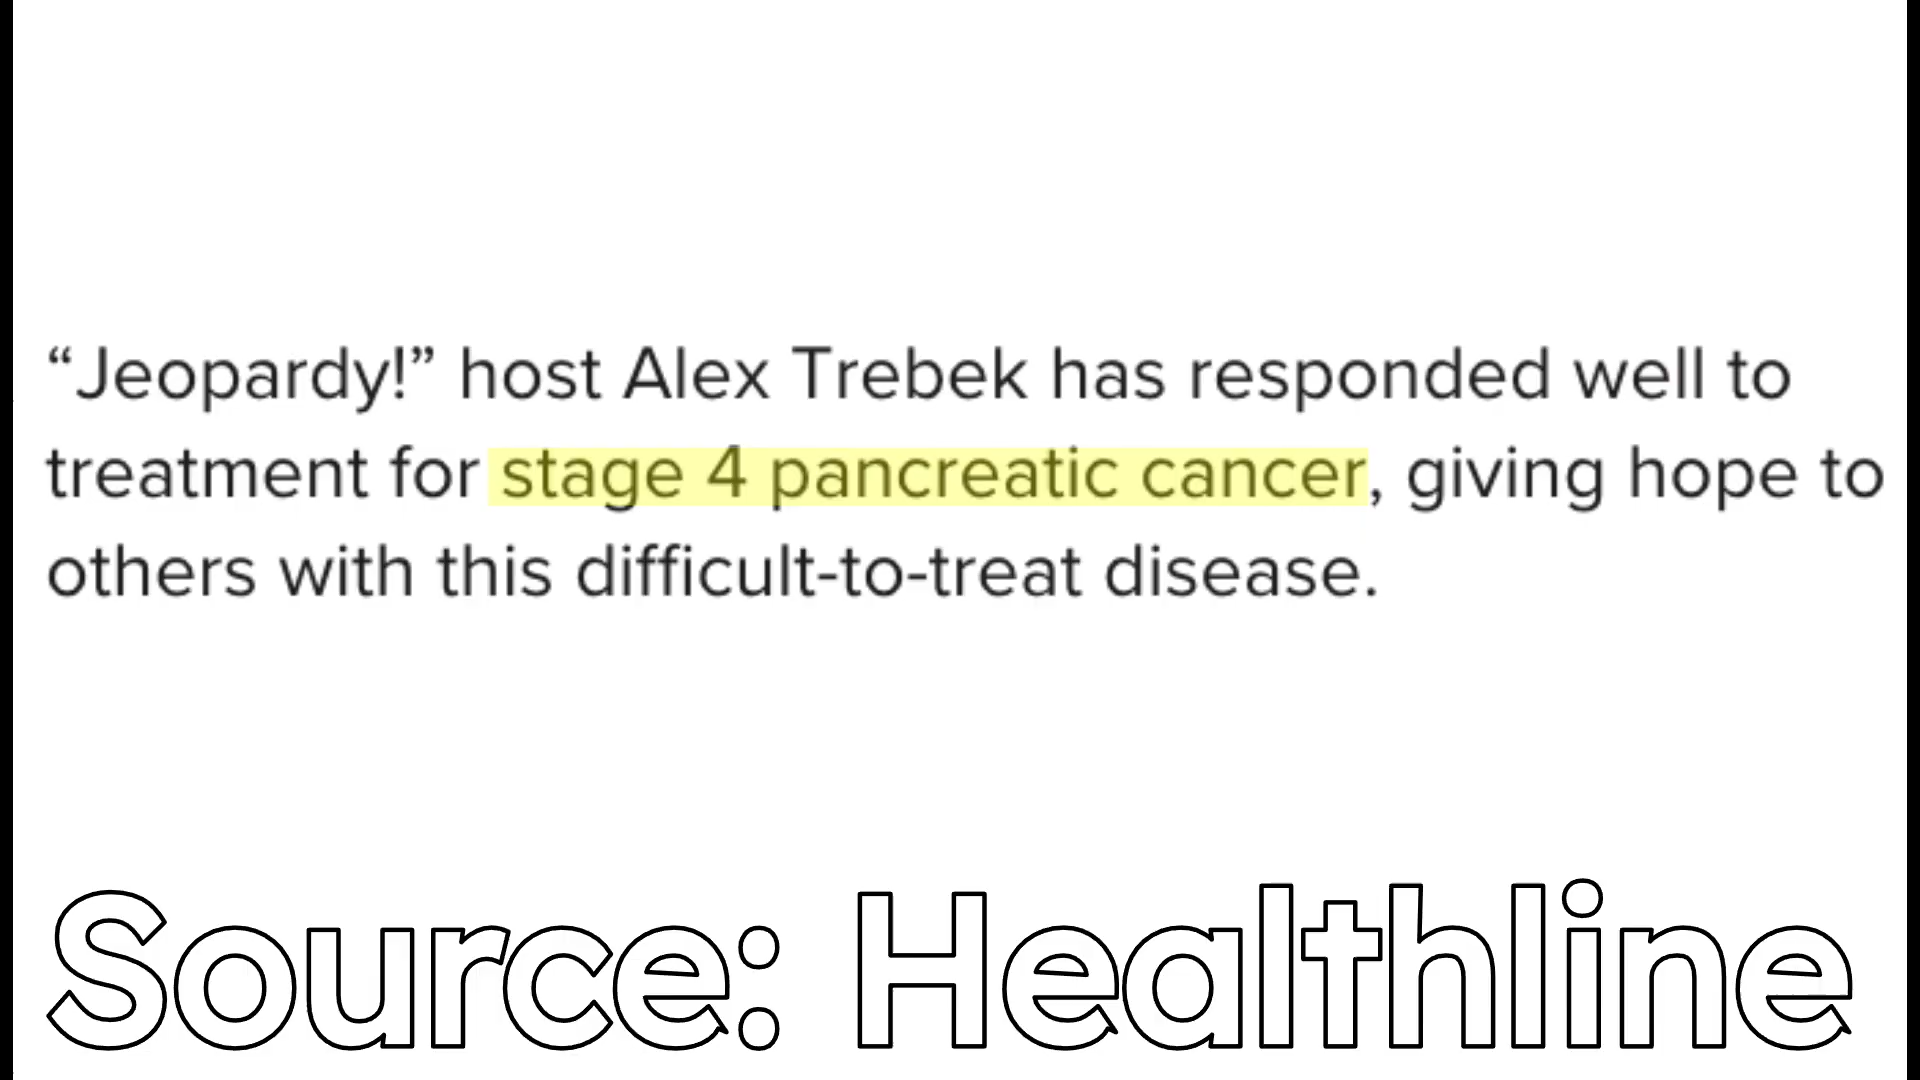 “Jeopardy!” host Alex Trebek has responded well to
treatment for stage 4 pancreatic cancer, giving hope to
others with this difficult-to-treat disease.
Source: Healthline